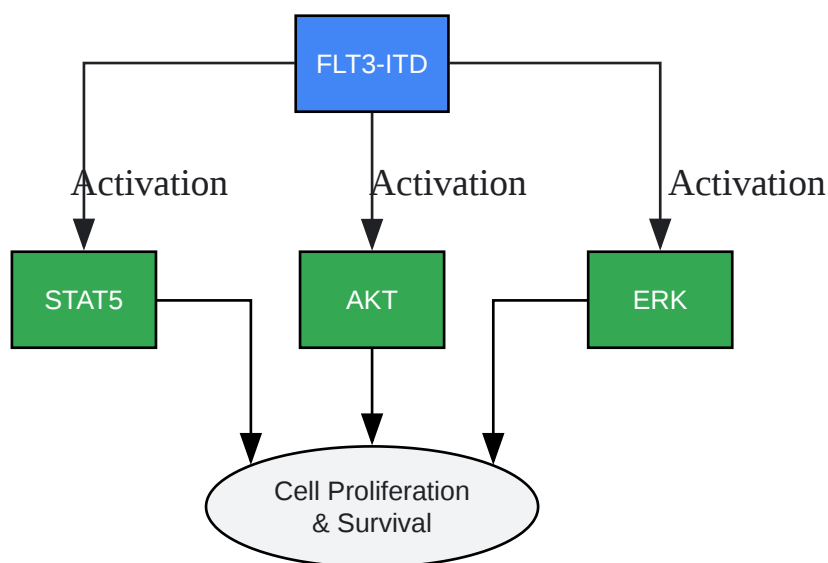 FLT3-ITD
Activation
Activation
Activation
STAT5
AKT
ERK
Cell Proliferation
& Survival